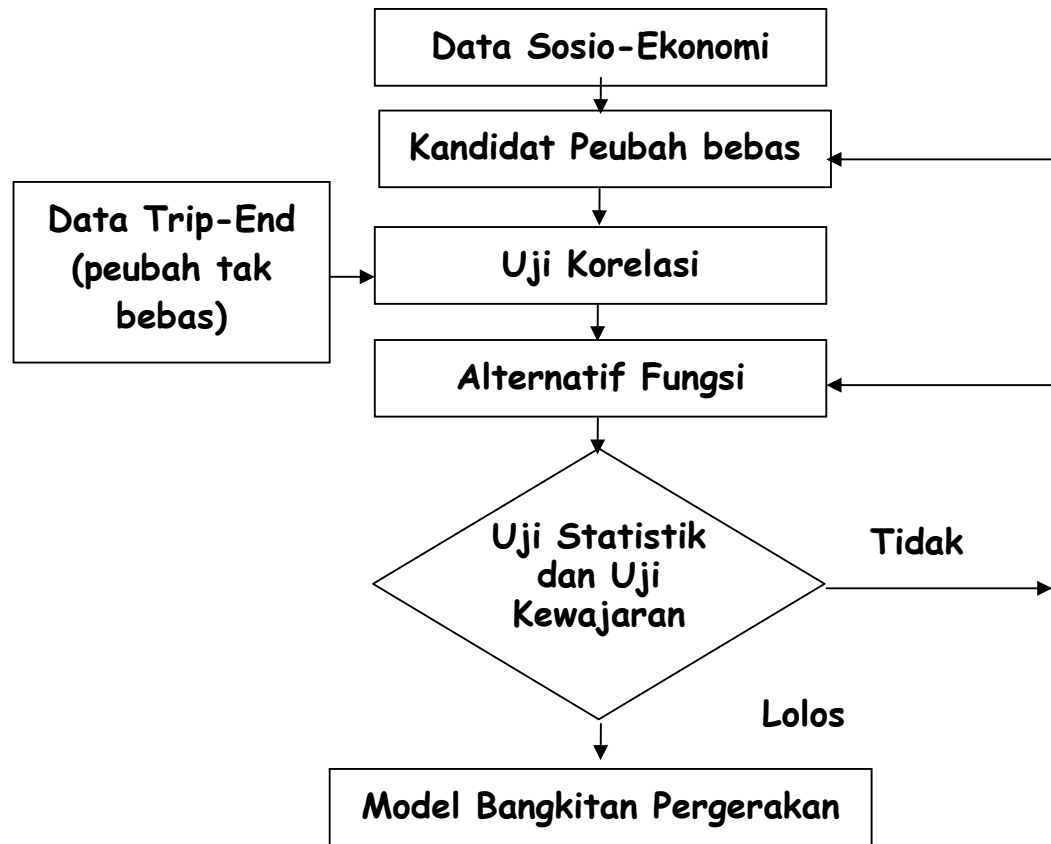 Data Sosio-Ekonomi
Kandidat Peubah bebas
Data Trip-End
(peubah tak
bebas)
Uji Korelasi
Alternatif Fungsi
Uji Statistik
dan Uji
Kewajaran
Tidak
Lolos
Model Bangkitan Pergerakan